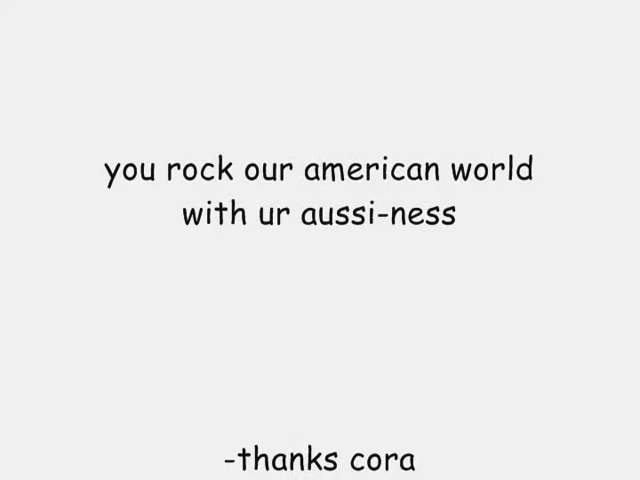 you rock our american world
with ur aussi-ness
-thanks cora